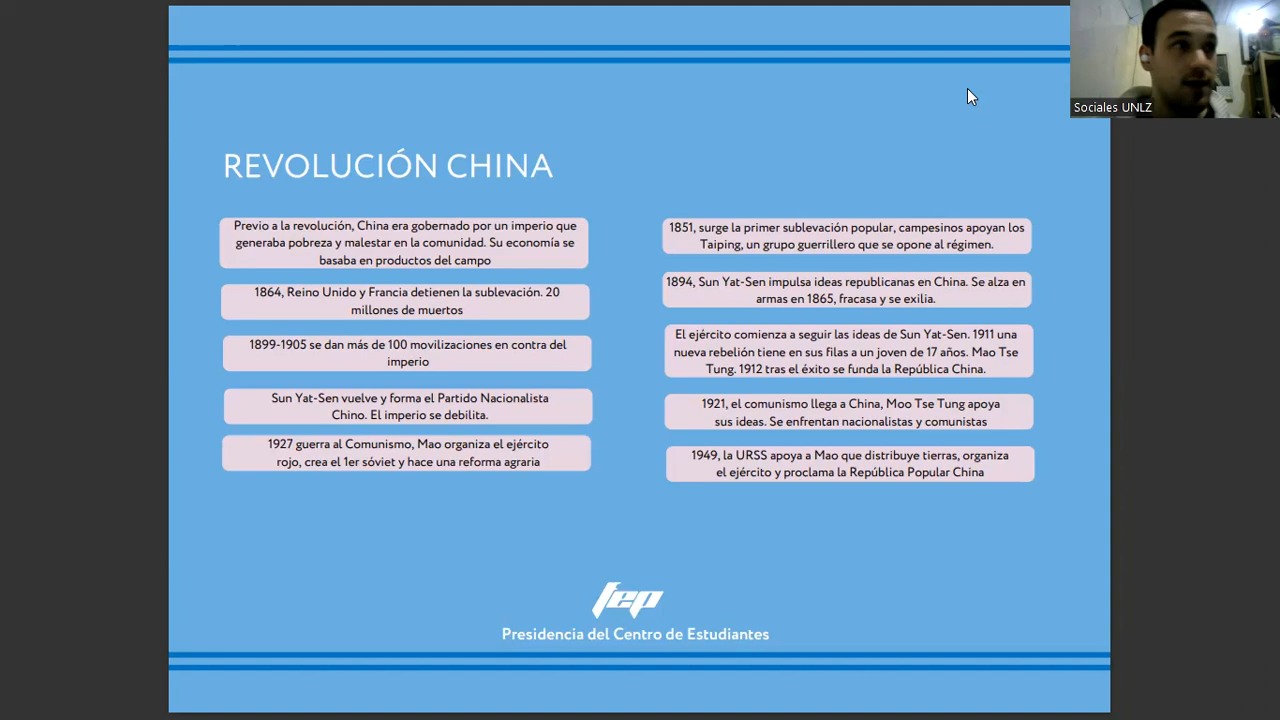 Sociales UNLZ
REVOLUCIÓN CHINA
Previo a la revolución, China era gobernado por un imperio que
generaba pobreza y malestar en la comunidad. Su economía se
basaba en productos del campo
1851, surge la primer sublevación popular, campesinos apoyan los
Taiping, un grupo guerrillero que se opone al régimen.
1864, Reino Unido y Francia detienen la sublevación. 20
millones de muertos
1894, Sun Yat-Sen impulsa ideas republicanas en China. Se alza en
armas en 1865, fracasa y se exilia.
1899-1905 se dan más de 100 movilizaciones en contra del
imperio
El ejército comienza a seguir las ideas de Sun Yat-Sen. 1911 una
nueva rebelión tiene en sus filas a un joven de 17 años. Mao Tse
Tung. 1912 tras el éxito se funda la República China.
Sun Yat-Sen vuelve y forma el Partido Nacionalista
Chino. El imperio se debilita.
1921, el comunismo llega a China, Moo Tse Tung apoya
sus ideas. Se enfrentan nacionalistas y comunistas
1927 guerra al Comunismo, Mao organiza el ejército
rojo, crea el 1er sóviet y hace una reforma agraria
1949, la URSS apoya a Mao que distribuye tierras, organiza
el ejército y proclama la República Popular China
fep
Presidencia del Centro de Estudiantes